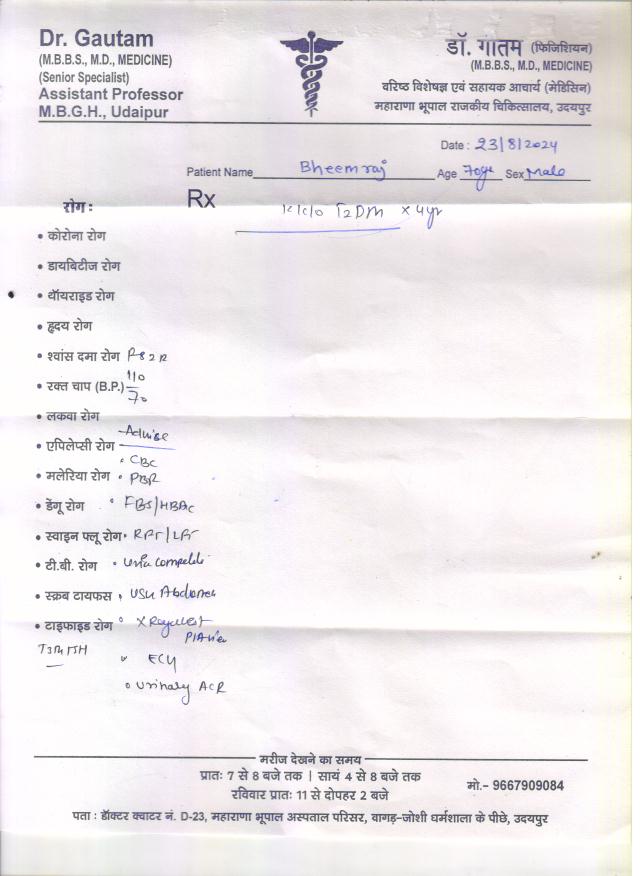 Dr. Gautam
(M.B.B.S., M.D., MEDICINE)
(Senior Specialist)
Assistant Professor
M.B.G.H., Udaipur
डॉ. गौतम (फिजिशियन)
(M.B.B.S., M.D., MEDICINE)
वरिष्ठ विशेषज्ञ एवं सहायक आचार्य (मेडिसिन)
महाराणा भूपाल राजकीय चिकित्सालय, उदयपुर
Date : 23/8/2024
Patient Name Bheemraj Age 70yr Sex Male
Rx
K/c/o T2DM x 4yr
रोग :
• कोरोना रोग
• डायबिटीज रोग
• थॉयराइड रोग
• हृदय रोग
• श्वांस दमा रोग P82R
• रक्त चाप (B.P.) 110/70
• लकवा रोग
Advise
• एपिलेप्सी रोग
• CBC
• मलेरिया रोग • PBR
• डेंगू रोग • FBS/HBAc
• स्वाइन फ्लू रोग • RFT/LFT
• टी.बी. रोग • Urine complete
• स्क्रब टायफस • USG Abdomen
• टाइफाइड रोग • X Ray chest
PA view
T3T4TSH • ECG
• Urinary ACR
मरीज देखने का समय
प्रातः 7 से 8 बजे तक | सायं 4 से 8 बजे तक
रविवार प्रातः 11 से दोपहर 2 बजे
मो.- 9667909084
पता : डॉक्टर क्वाटर नं. D-23, महाराणा भूपाल अस्पताल परिसर, वागड़-जोशी धर्मशाला के पीछे, उदयपुर